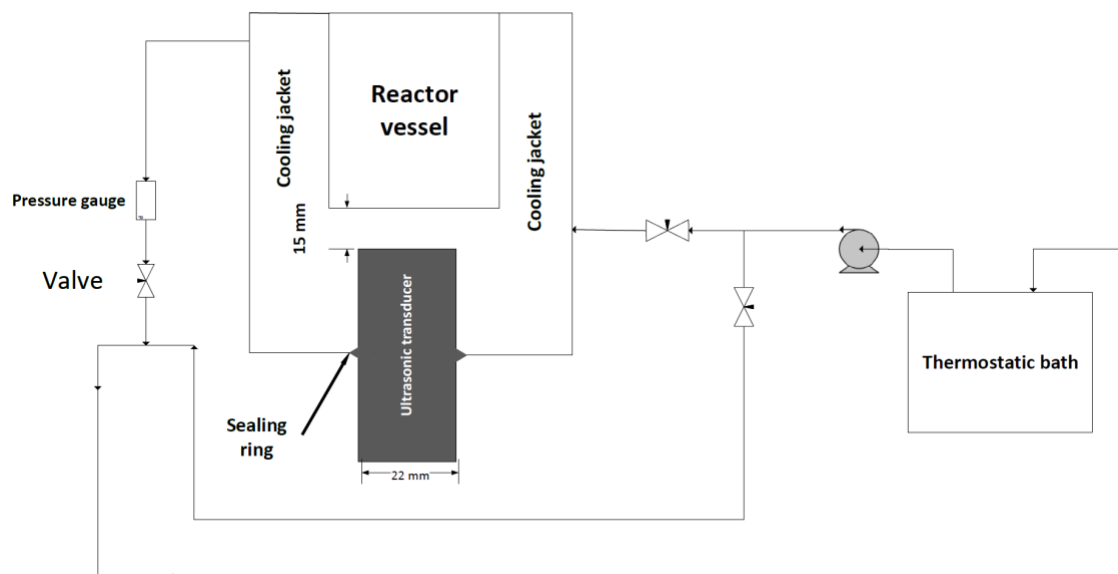 Reactor
vessel
Cooling jacket
Cooling jacket
15 mm
Pressure gauge
Valve
Ultrasonic transducer
Sealing
ring
22 mm
Thermostatic bath